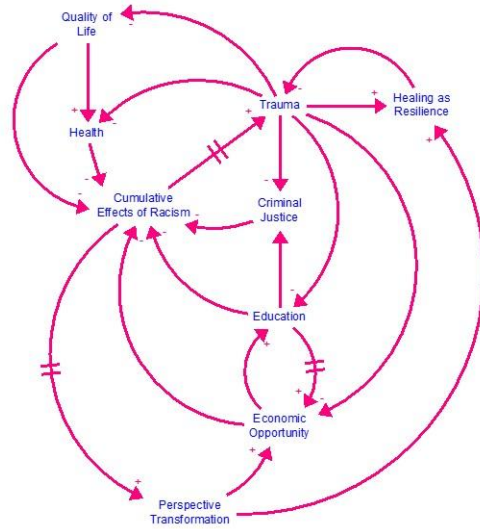 Quality of
Life
Trauma
Healing as
Resilience
Health
Cumulative
Effects of Racism
Criminal
Justice
Education
Economic
Opportunity
Perspective
Transformation